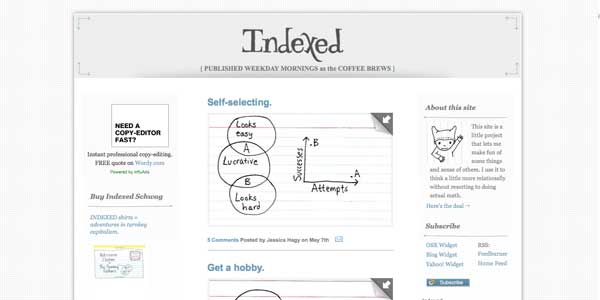 Indexed
[ PUBLISHED WEEKDAY MORNINGS as the COFFEE BREWS ]
NEED A
COPY-EDITOR
FAST?
Instant professional copy-editing.
FREE quote on Wordy.com
Powered by InfluAds
Buy Indexed Schwag
INDEXED shirts =
adventures in turnkey
capitalism.
Self-selecting.
Looks
easy
A
Lucrative
B
Looks
hard
Successes
.B
.A
Attempts
5 Comments Posted by Jessica Hagy on May 7th
Get a hobby.
About this site
This site is a
little project
that lets me
make fun of
some things
and sense of others. I use it to
think a little more relationally
without resorting to doing
actual math.
Here's the deal →
Subscribe
OSX Widget
Blog Widget
Yahoo! Widget
RSS:
Feedburner
Home Feed
Subscribe